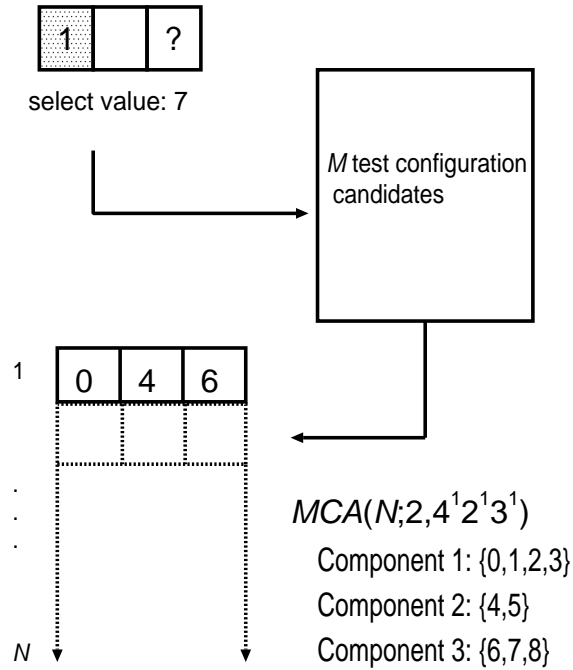 1 ?
select value: 7
M test configuration
candidates
1 0 4 6
.
.
.
MCA(N;2,4¹2¹3¹)
Component 1: {0,1,2,3}
Component 2: {4,5}
N Component 3: {6,7,8}